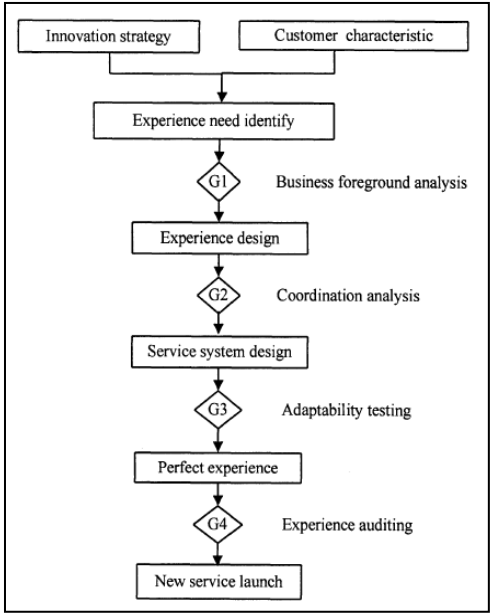 Innovation strategy
Customer characteristic
Experience need identify
G1
Business foreground analysis
Experience design
G2
Coordination analysis
Service system design
G3
Adaptability testing
Perfect experience
G4
Experience auditing
New service launch